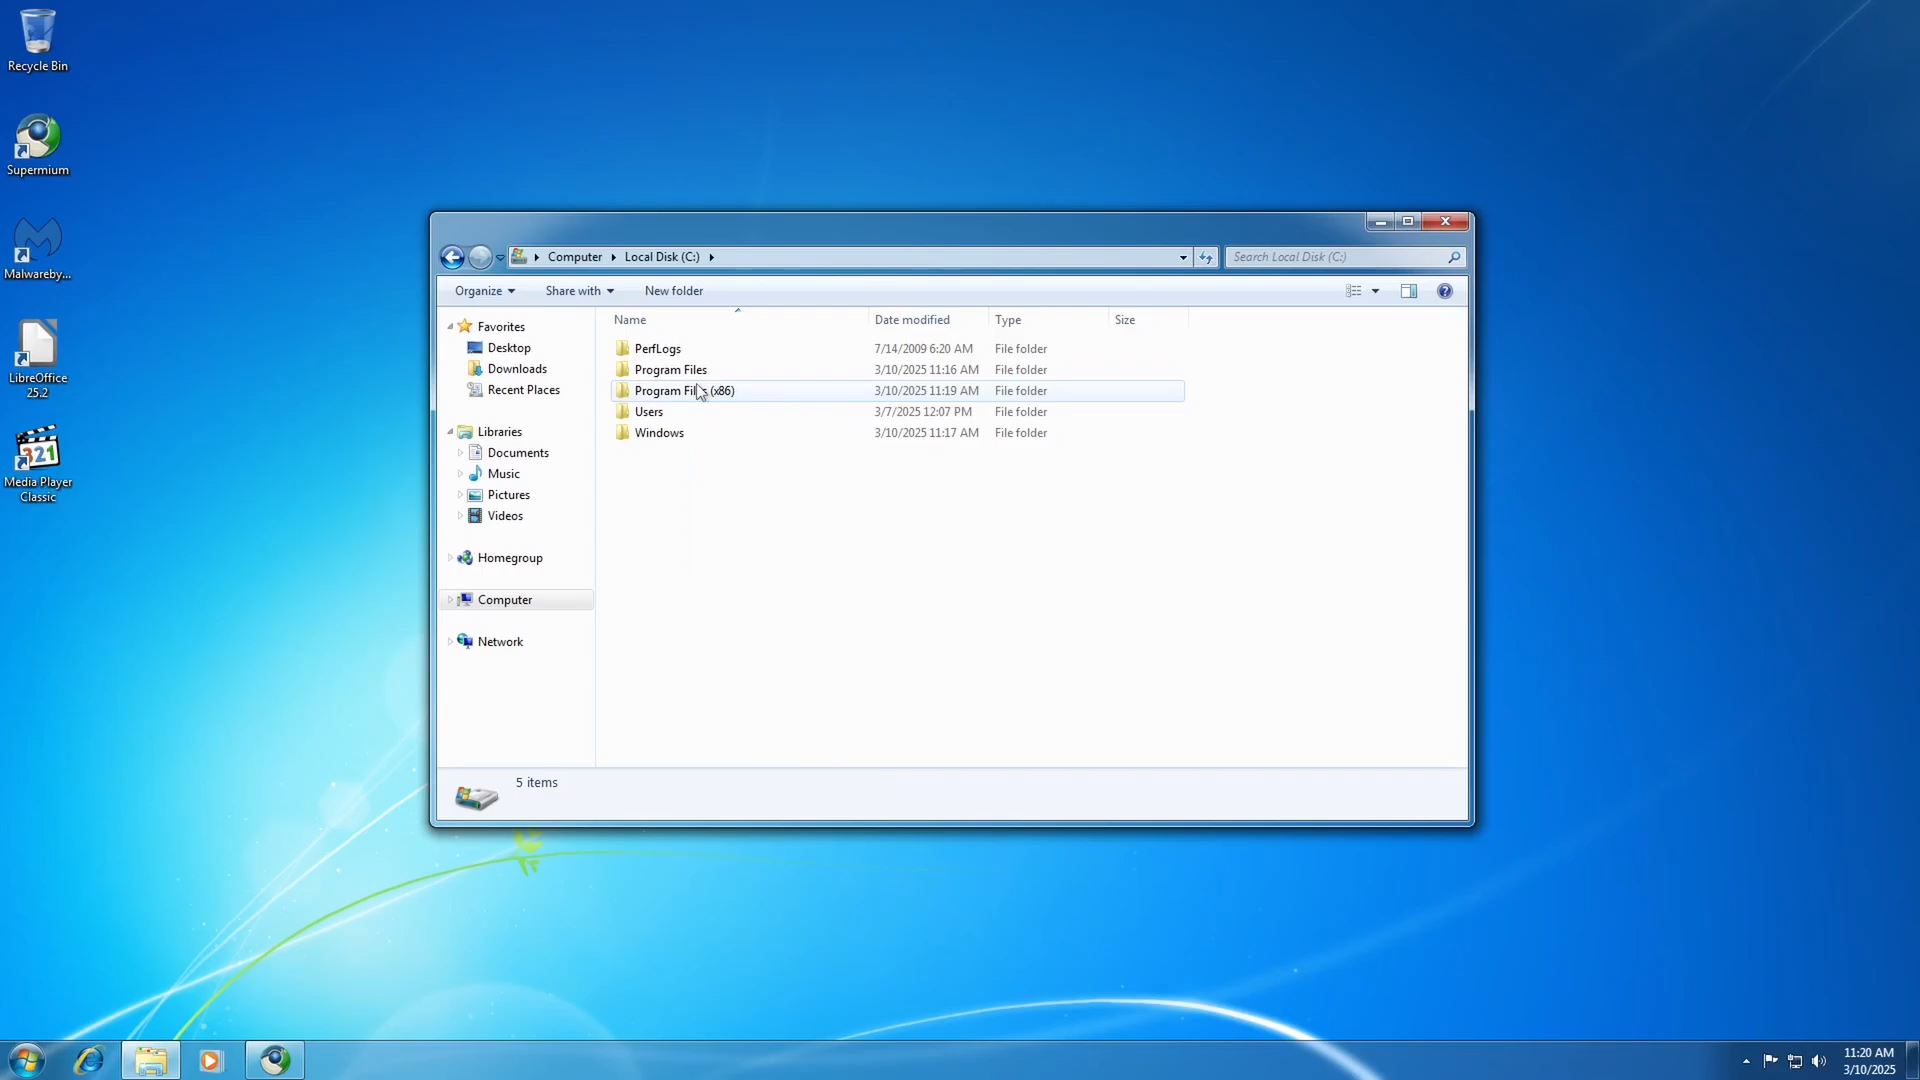 Recycle Bin
Supermium
Malwareby...
LibreOffice
25.2
321
Media Player
Classic
Computer
Local Disk (C:)
Search Local Disk (C:)
Organize
Share with
New folder
Favorites
Desktop
Downloads
Recent Places
Libraries
Documents
Music
Pictures
Videos
Homegroup
Computer
Network
Name Date modified Type Size
PerfLogs 7/14/2009 6:20 AM File folder
Program Files 3/10/2025 11:16 AM File folder
Program Files (x86) 3/10/2025 11:19 AM File folder
Users 3/7/2025 12:07 PM File folder
Windows 3/10/2025 11:17 AM File folder
5 items
11:20 AM
3/10/2025